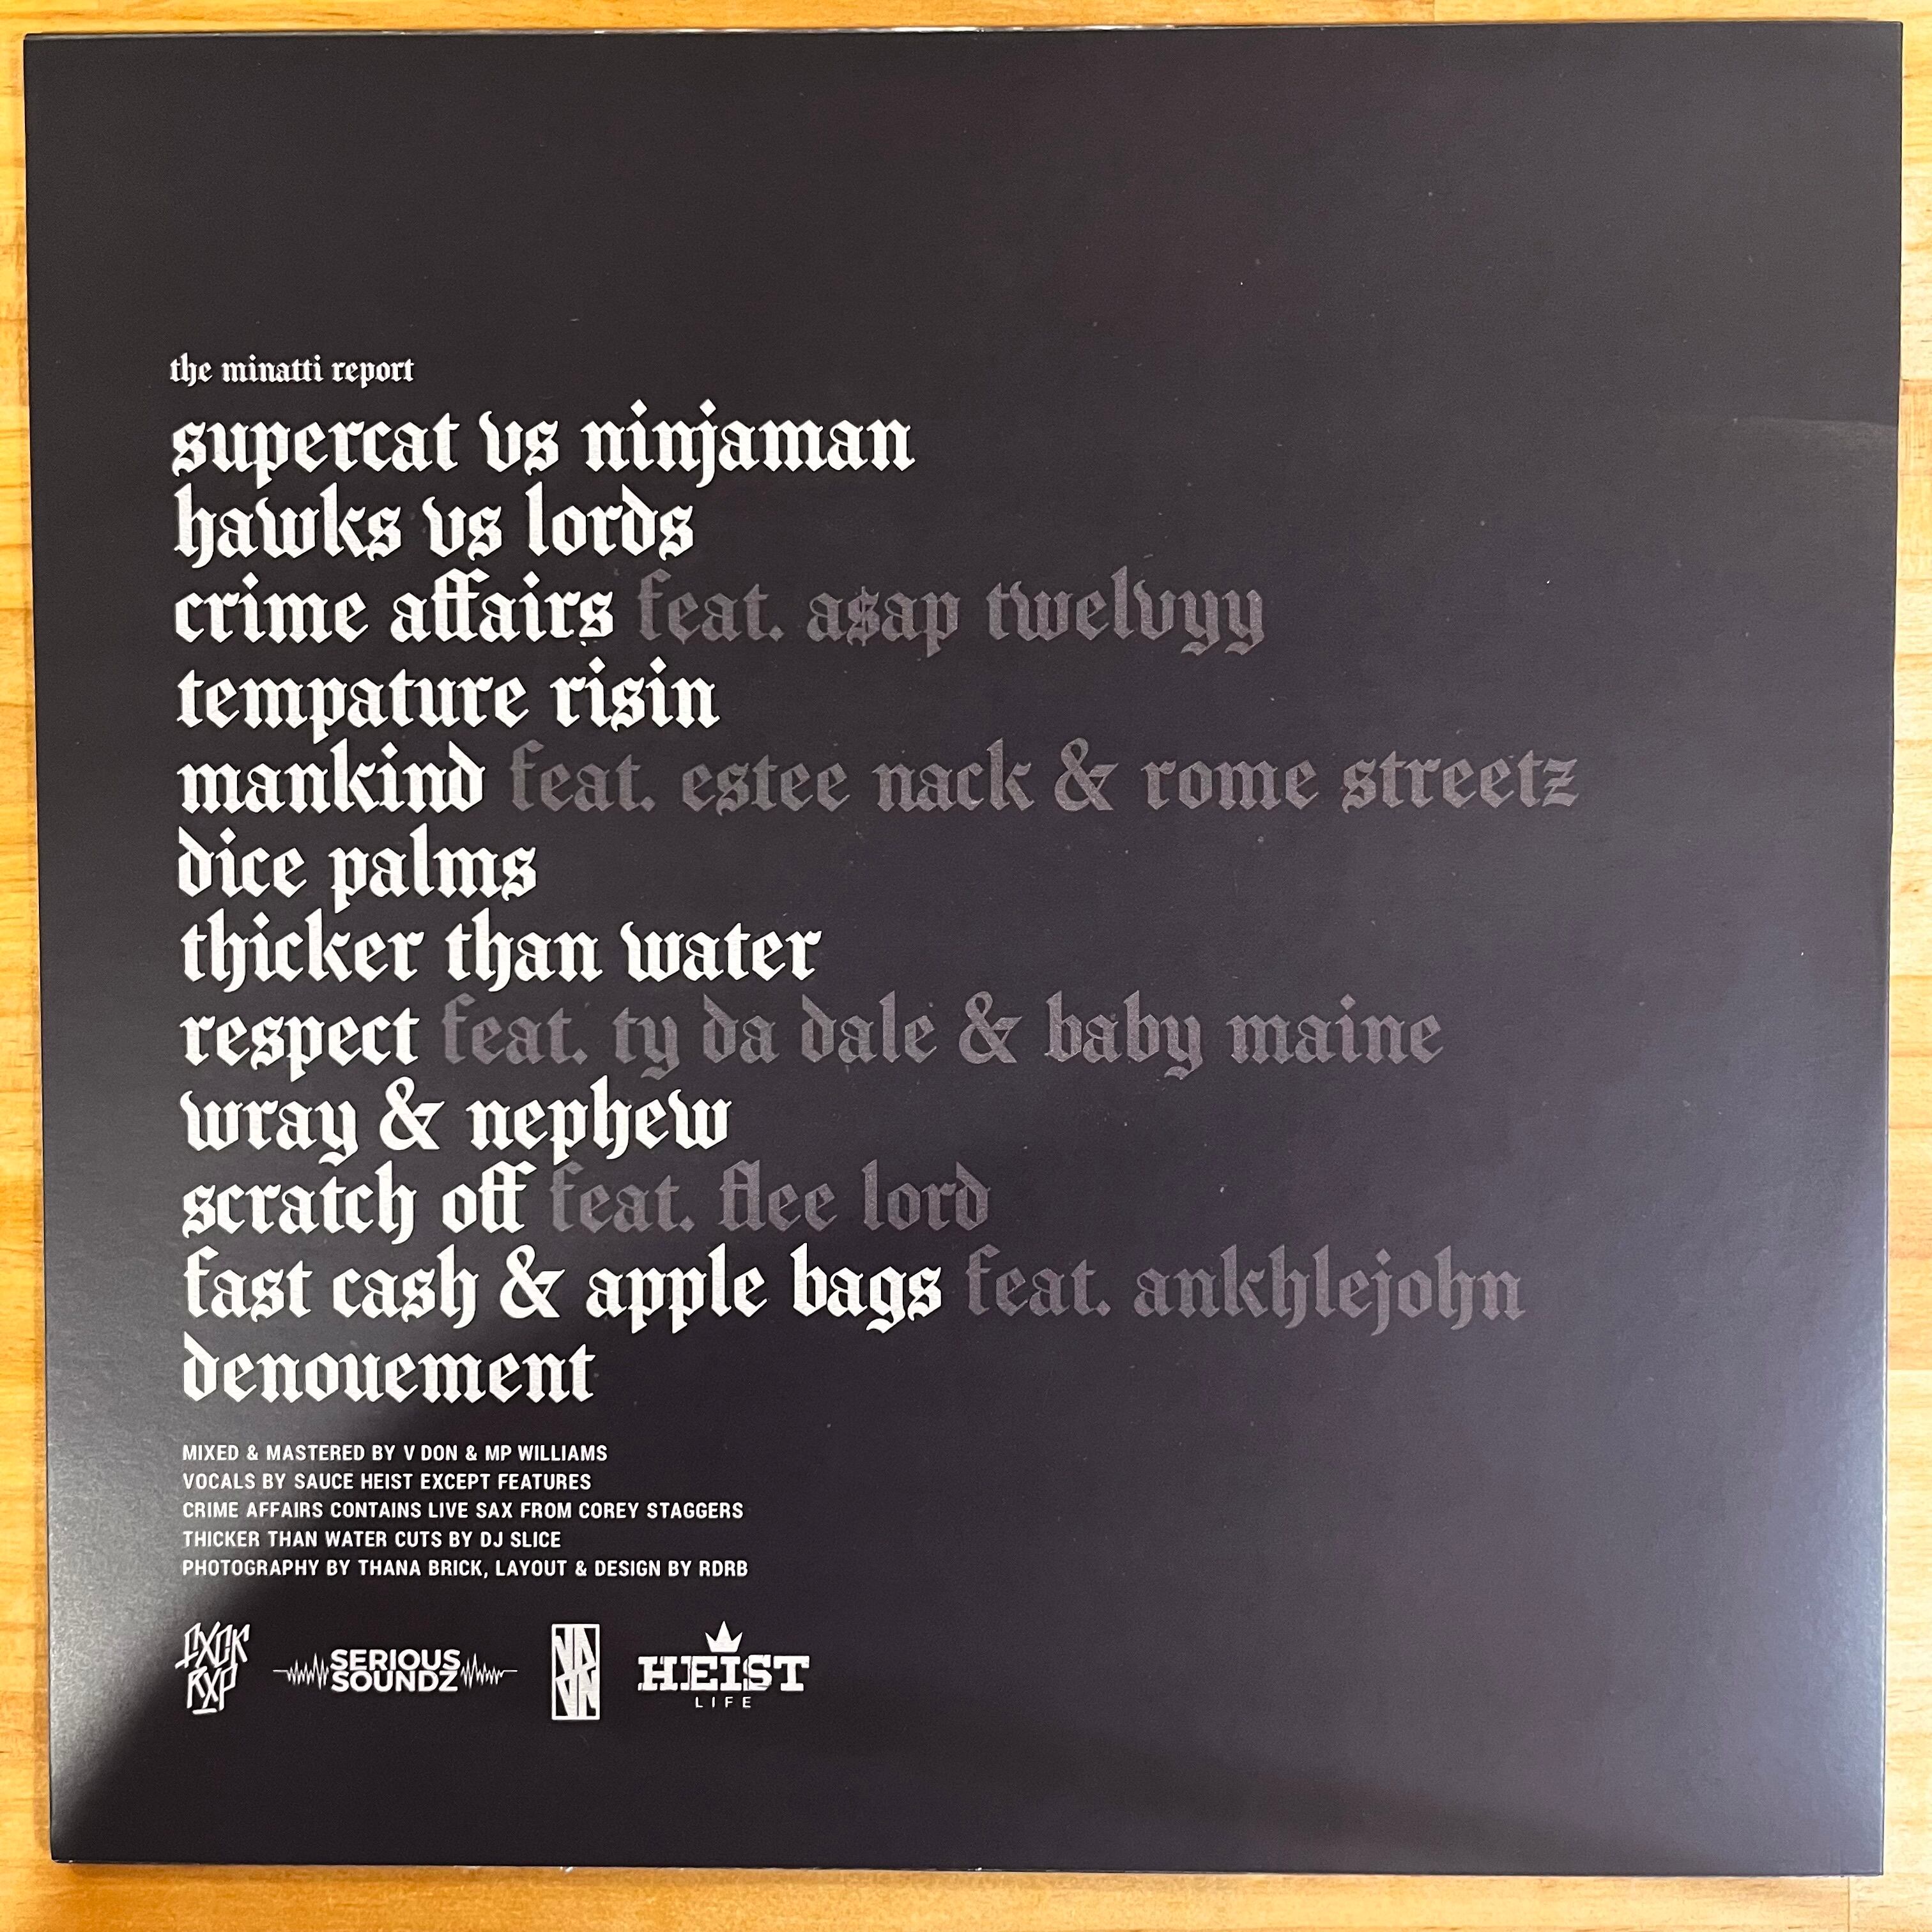 the minatti report
supercat vs ninjaman
hawks vs lords
crime affairs feat. a$ap twelvyy
tempature risin
mankind feat. estee nack & rome streetz
dice palms
thicker than water
respect feat. ty da dale & baby maine
wray & nephew
scratch off feat. flee lord
fast cash & apple bags feat. ankhlejohn
denouement
MIXED & MASTERED BY V DON & MP WILLIAMS
VOCALS BY SAUCE HEIST EXCEPT FEATURES
CRIME AFFAIRS CONTAINS LIVE SAX FROM COREY STAGGERS
THICKER THAN WATER CUTS BY DJ SLICE
PHOTOGRAPHY BY THANA BRICK, LAYOUT & DESIGN BY RDRB
FXCK
RXP
SERIOUS
SOUNDZ
HEIST
LIFE